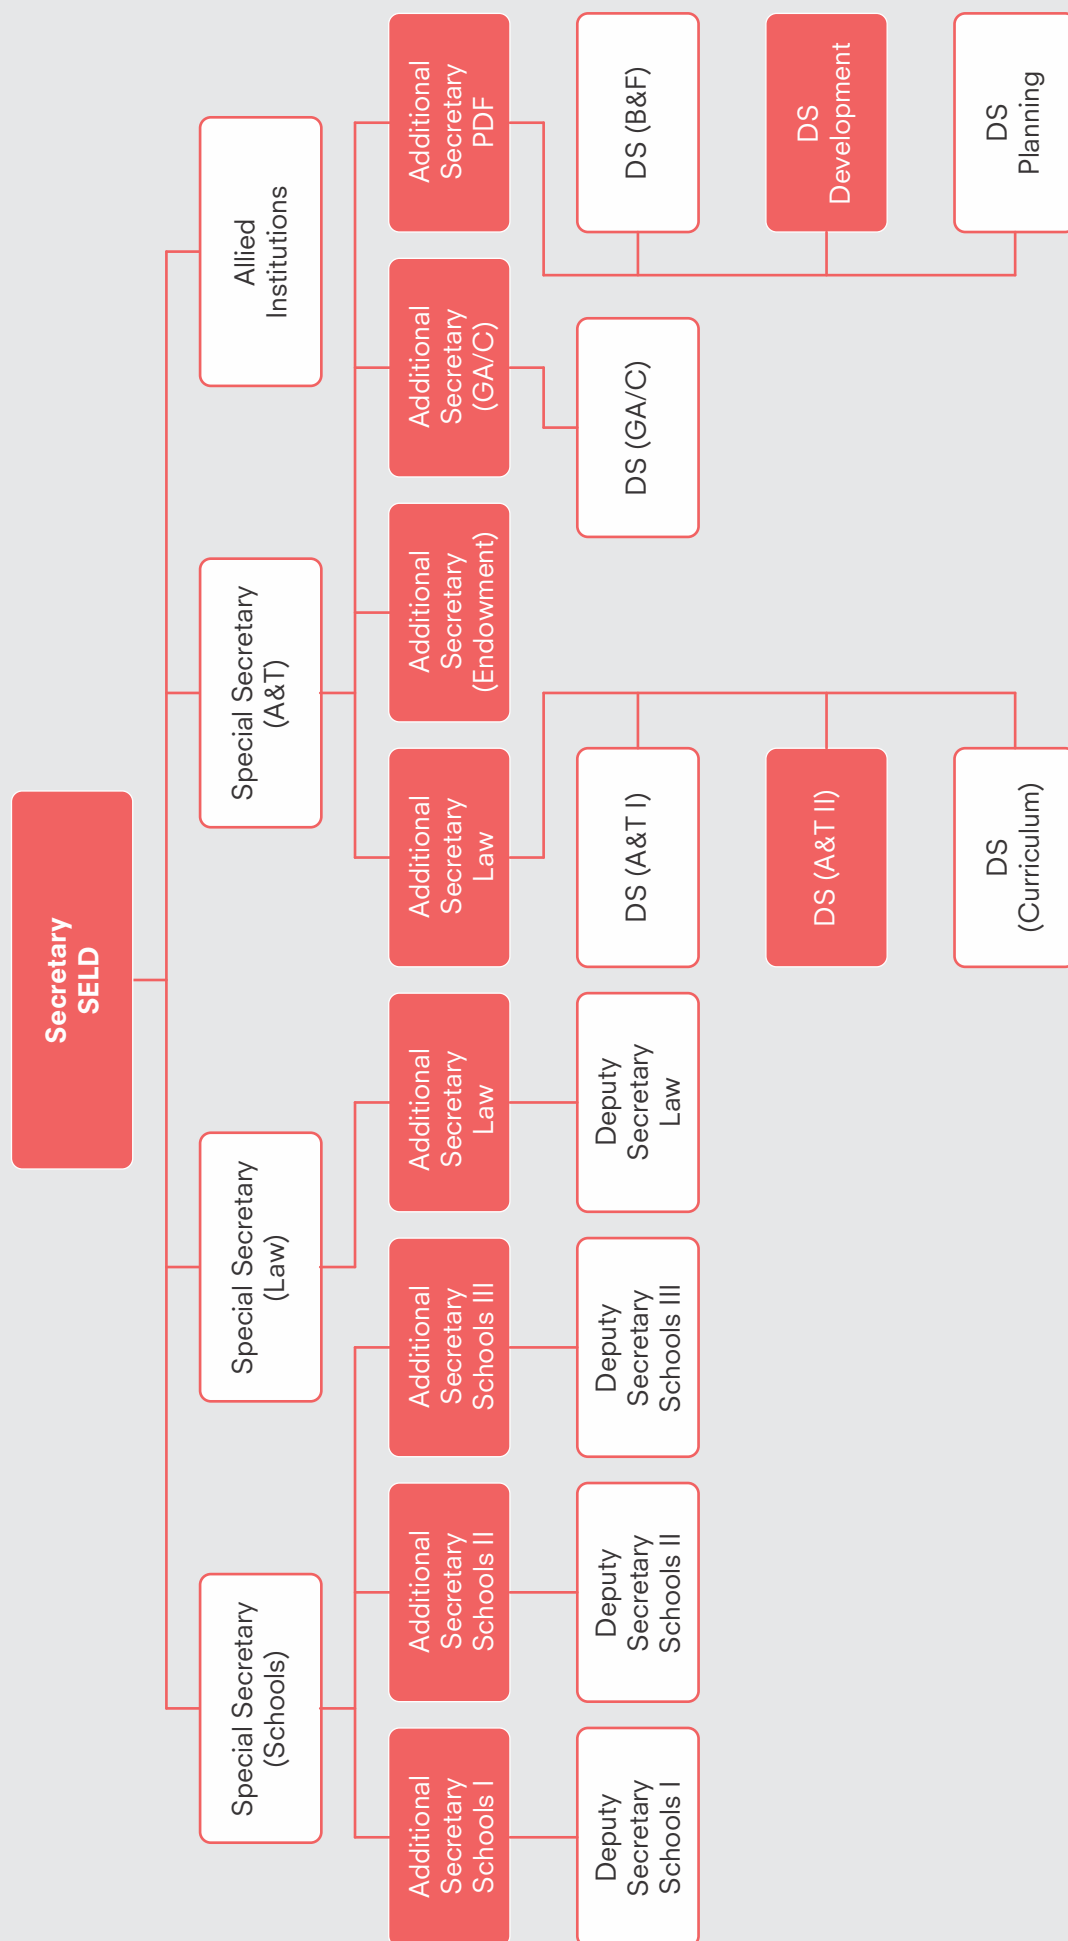 Secretary
SELD
Special Secretary
(Schools)
Special Secretary
(Law)
Special Secretary
(A&T)
Allied
Institutions
Additional
Secretary
Schools I
Additional
Secretary
Schools II
Additional
Secretary
Schools III
Additional
Secretary
Law
Additional
Secretary
Law
Additional
Secretary
(Endowment)
Additional
Secretary
(GA/C)
Additional
Secretary
PDF
Deputy
Secretary
Schools I
Deputy
Secretary
Schools II
Deputy
Secretary
Schools III
Deputy
Secretary
Law
DS (A&T I)
DS (GA/C)
DS (B&F)
DS (A&T II)
DS
Development
DS
(Curriculum)
DS
Planning